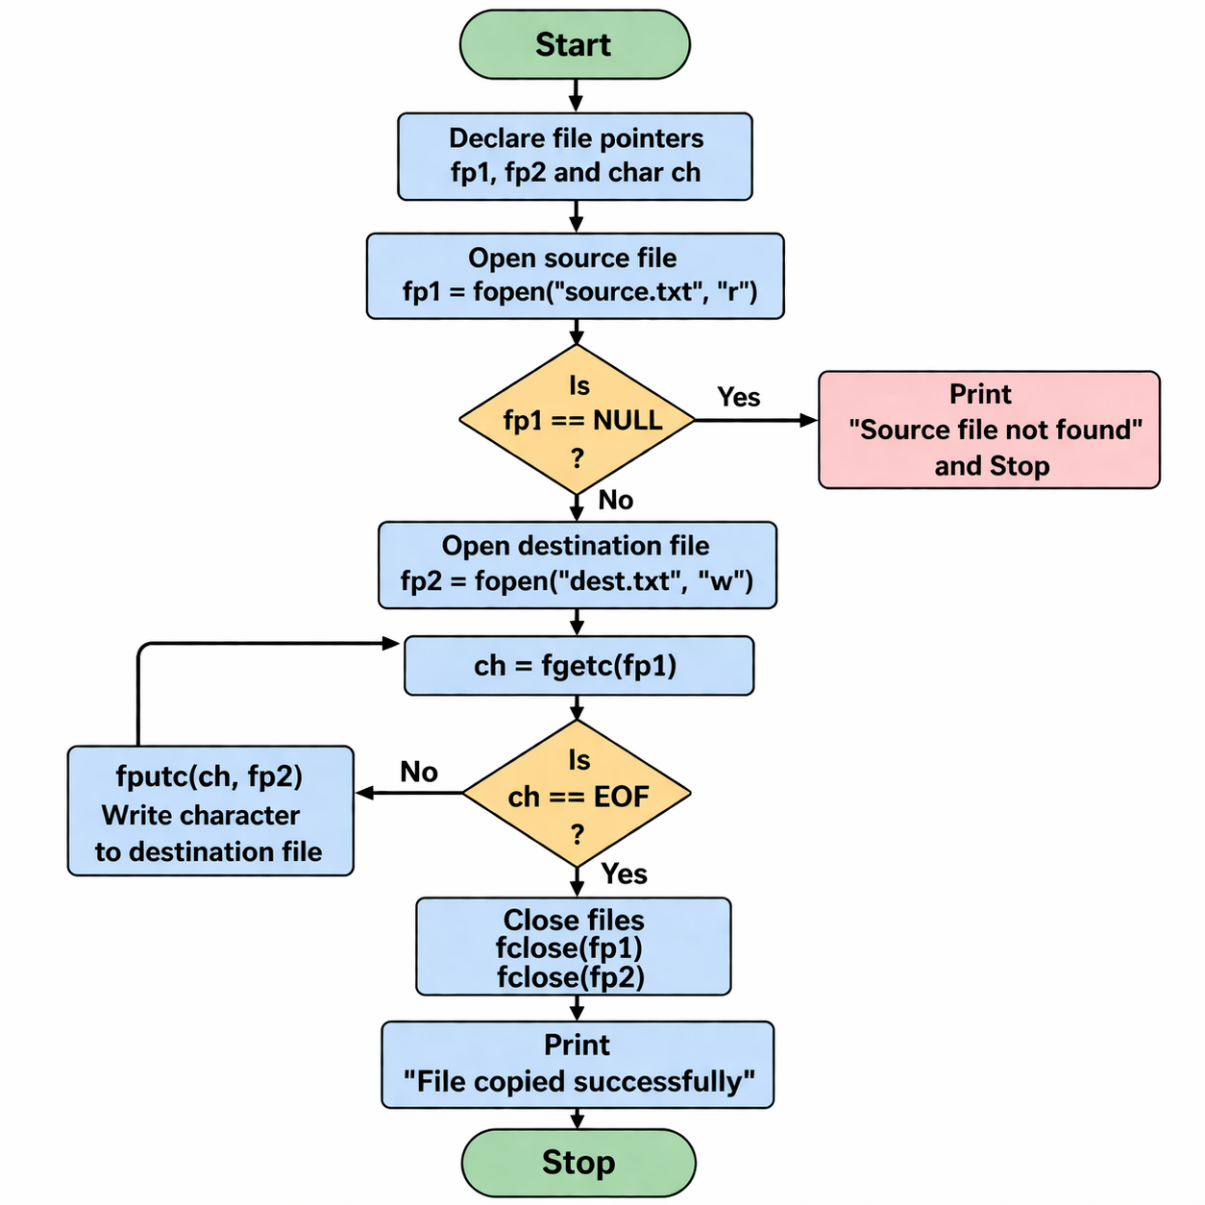 Start
Declare file pointers
fp1, fp2 and char ch
Open source file
fp1 = fopen("source.txt", "r")
Is
fp1 == NULL
?
Yes
Print
"Source file not found"
and Stop
No
Open destination file
fp2 = fopen("dest.txt", "w")
ch = fgetc(fp1)
Is
ch == EOF
?
No
fputc(ch, fp2)
Write character
to destination file
Yes
Close files
fclose(fp1)
fclose(fp2)
Print
"File copied successfully"
Stop